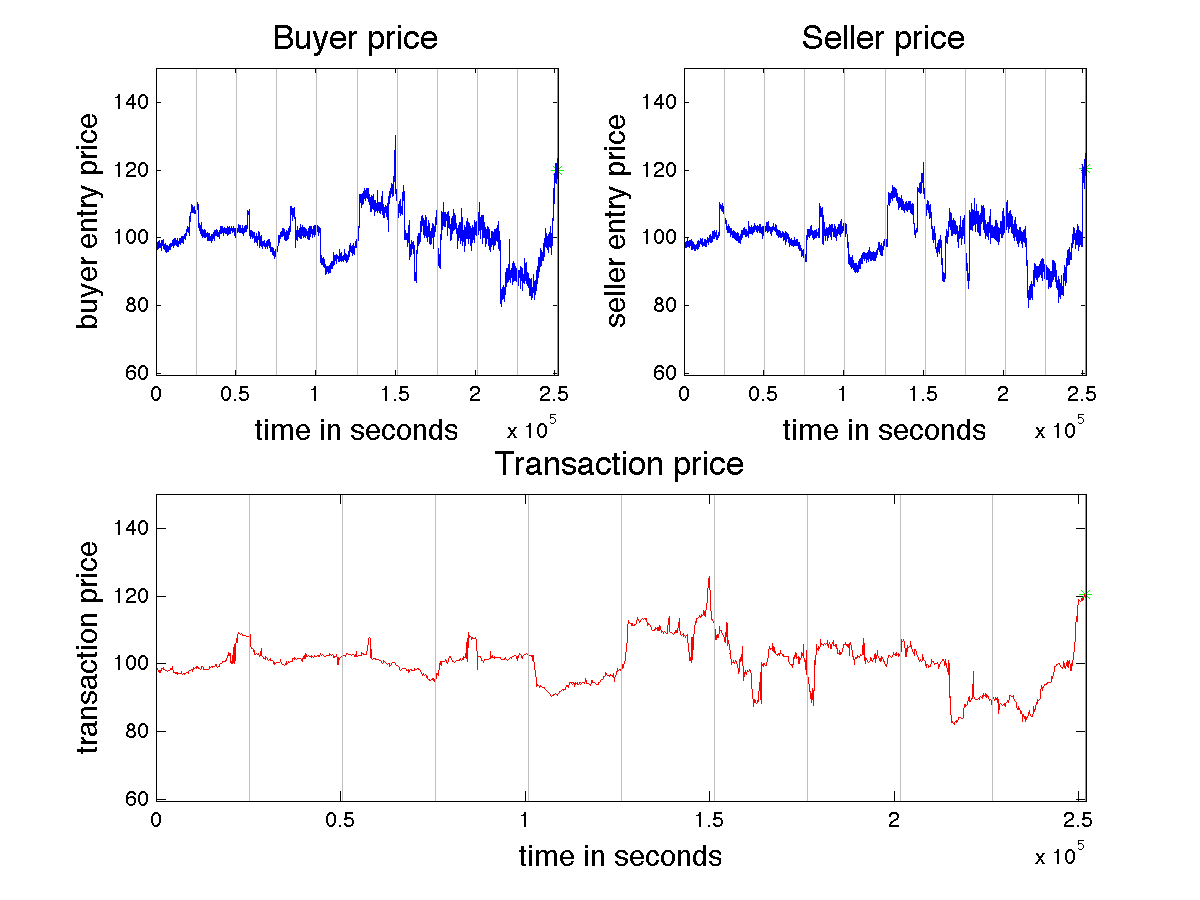 Buyer price
buyer entry price
140
120
100
80
60
0 0.5 1 1.5 2 2.5
time in seconds
x 10^5
Seller price
seller entry price
140
120
100
80
60
0 0.5 1 1.5 2 2.5
time in seconds
x 10^5
Transaction price
transaction price
140
120
100
80
60
0 0.5 1 1.5 2 2.5
time in seconds
x 10^5